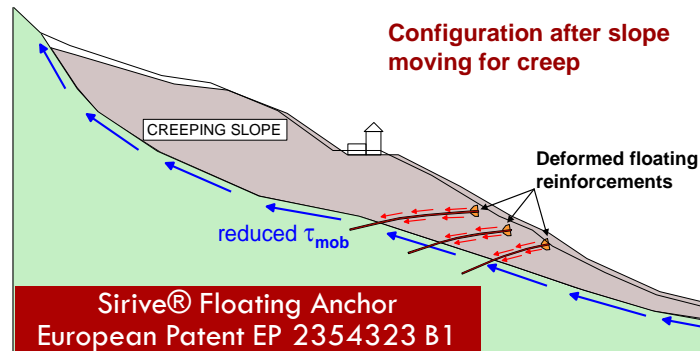 Configuration after slope
moving for creep
CREEPING SLOPE
Deformed floating
reinforcements
reduced τmob
Sirive® Floating Anchor
European Patent EP 2354323 B1